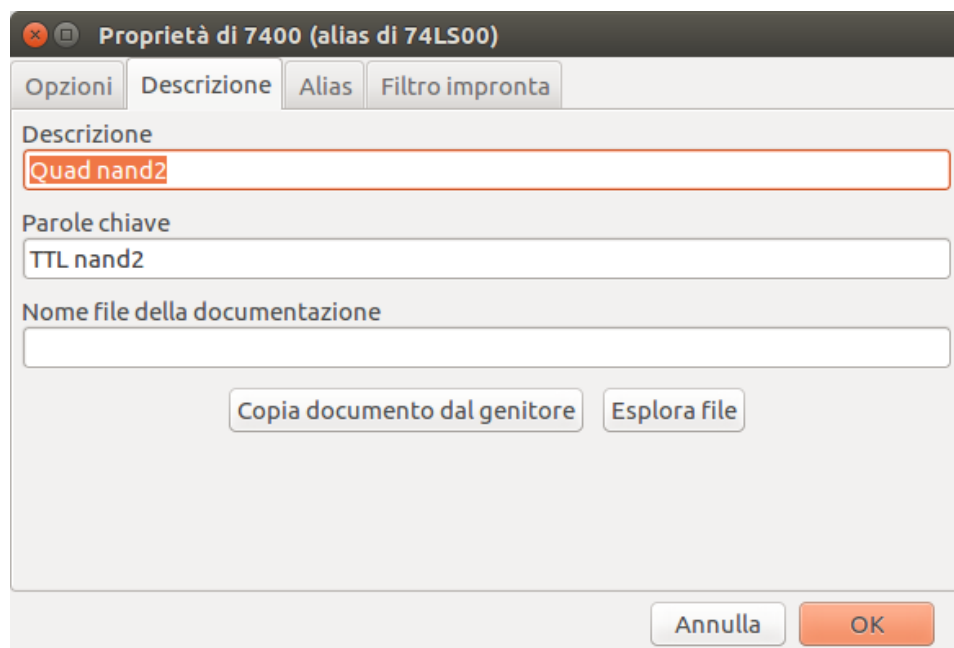 Proprietà di 7400 (alias di 74LS00)
Opzioni Descrizione Alias Filtro impronta
Descrizione
Quad nand2
Parole chiave
TTL nand2
Nome file della documentazione
Copia documento dal genitore Esplora file
Annulla OK